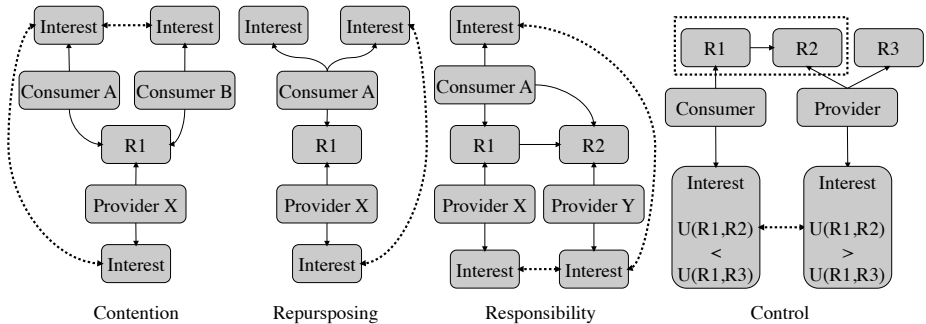 Interest
Interest
Consumer A
Consumer B
R1
Provider X
Interest
Contention
Interest
Interest
Consumer A
R1
Provider X
Interest
Repursposing
Interest
Consumer A
R1
R2
Provider X
Provider Y
Interest
Interest
Responsibility
R1
R2
R3
Consumer
Provider
Interest
U(R1,R2)
<
U(R1,R3)
Interest
U(R1,R2)
>
U(R1,R3)
Control